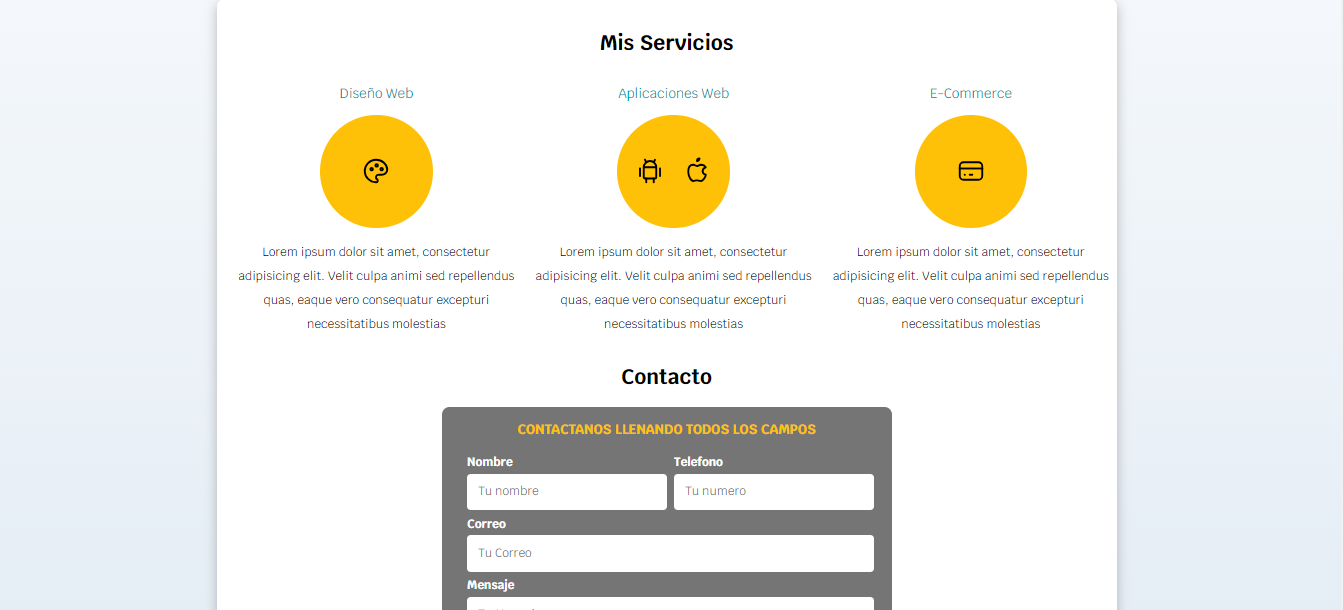 Mis Servicios
Diseño Web
Aplicaciones Web
E-Commerce
Lorem ipsum dolor sit amet, consectetur
adipisicing elit. Velit culpa animi sed repellendus
quas, eaque vero consequatur excepturi
necessitatibus molestias
Lorem ipsum dolor sit amet, consectetur
adipisicing elit. Velit culpa animi sed repellendus
quas, eaque vero consequatur excepturi
necessitatibus molestias
Lorem ipsum dolor sit amet, consectetur
adipisicing elit. Velit culpa animi sed repellendus
quas, eaque vero consequatur excepturi
necessitatibus molestias
Contacto
CONTACTANOS LLENANDO TODOS LOS CAMPOS
Nombre
Telefono
Tu nombre
Tu numero
Correo
Tu Correo
Mensaje